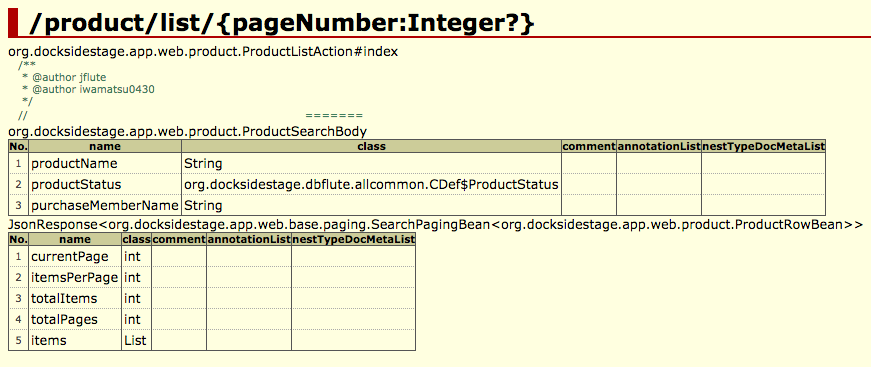 /product/list/{pageNumber:Integer?}
org.docksidestage.app.web.product.ProductListAction#index
/**
* @author jflute
* @author iwamatsu0430
*/
// =======
org.docksidestage.app.web.product.ProductSearchBody
No. name class comment annotationList nestTypeDocMetaList
1 productName String
2 productStatus org.docksidestage.dbflute.allcommon.CDef$ProductStatus
3 purchaseMemberName String
JsonResponse<org.docksidestage.app.web.base.paging.SearchPagingBean<org.docksidestage.app.web.product.ProductRowBean>>
No. name class comment annotationList nestTypeDocMetaList
1 currentPage int
2 itemsPerPage int
3 totalItems int
4 totalPages int
5 items List